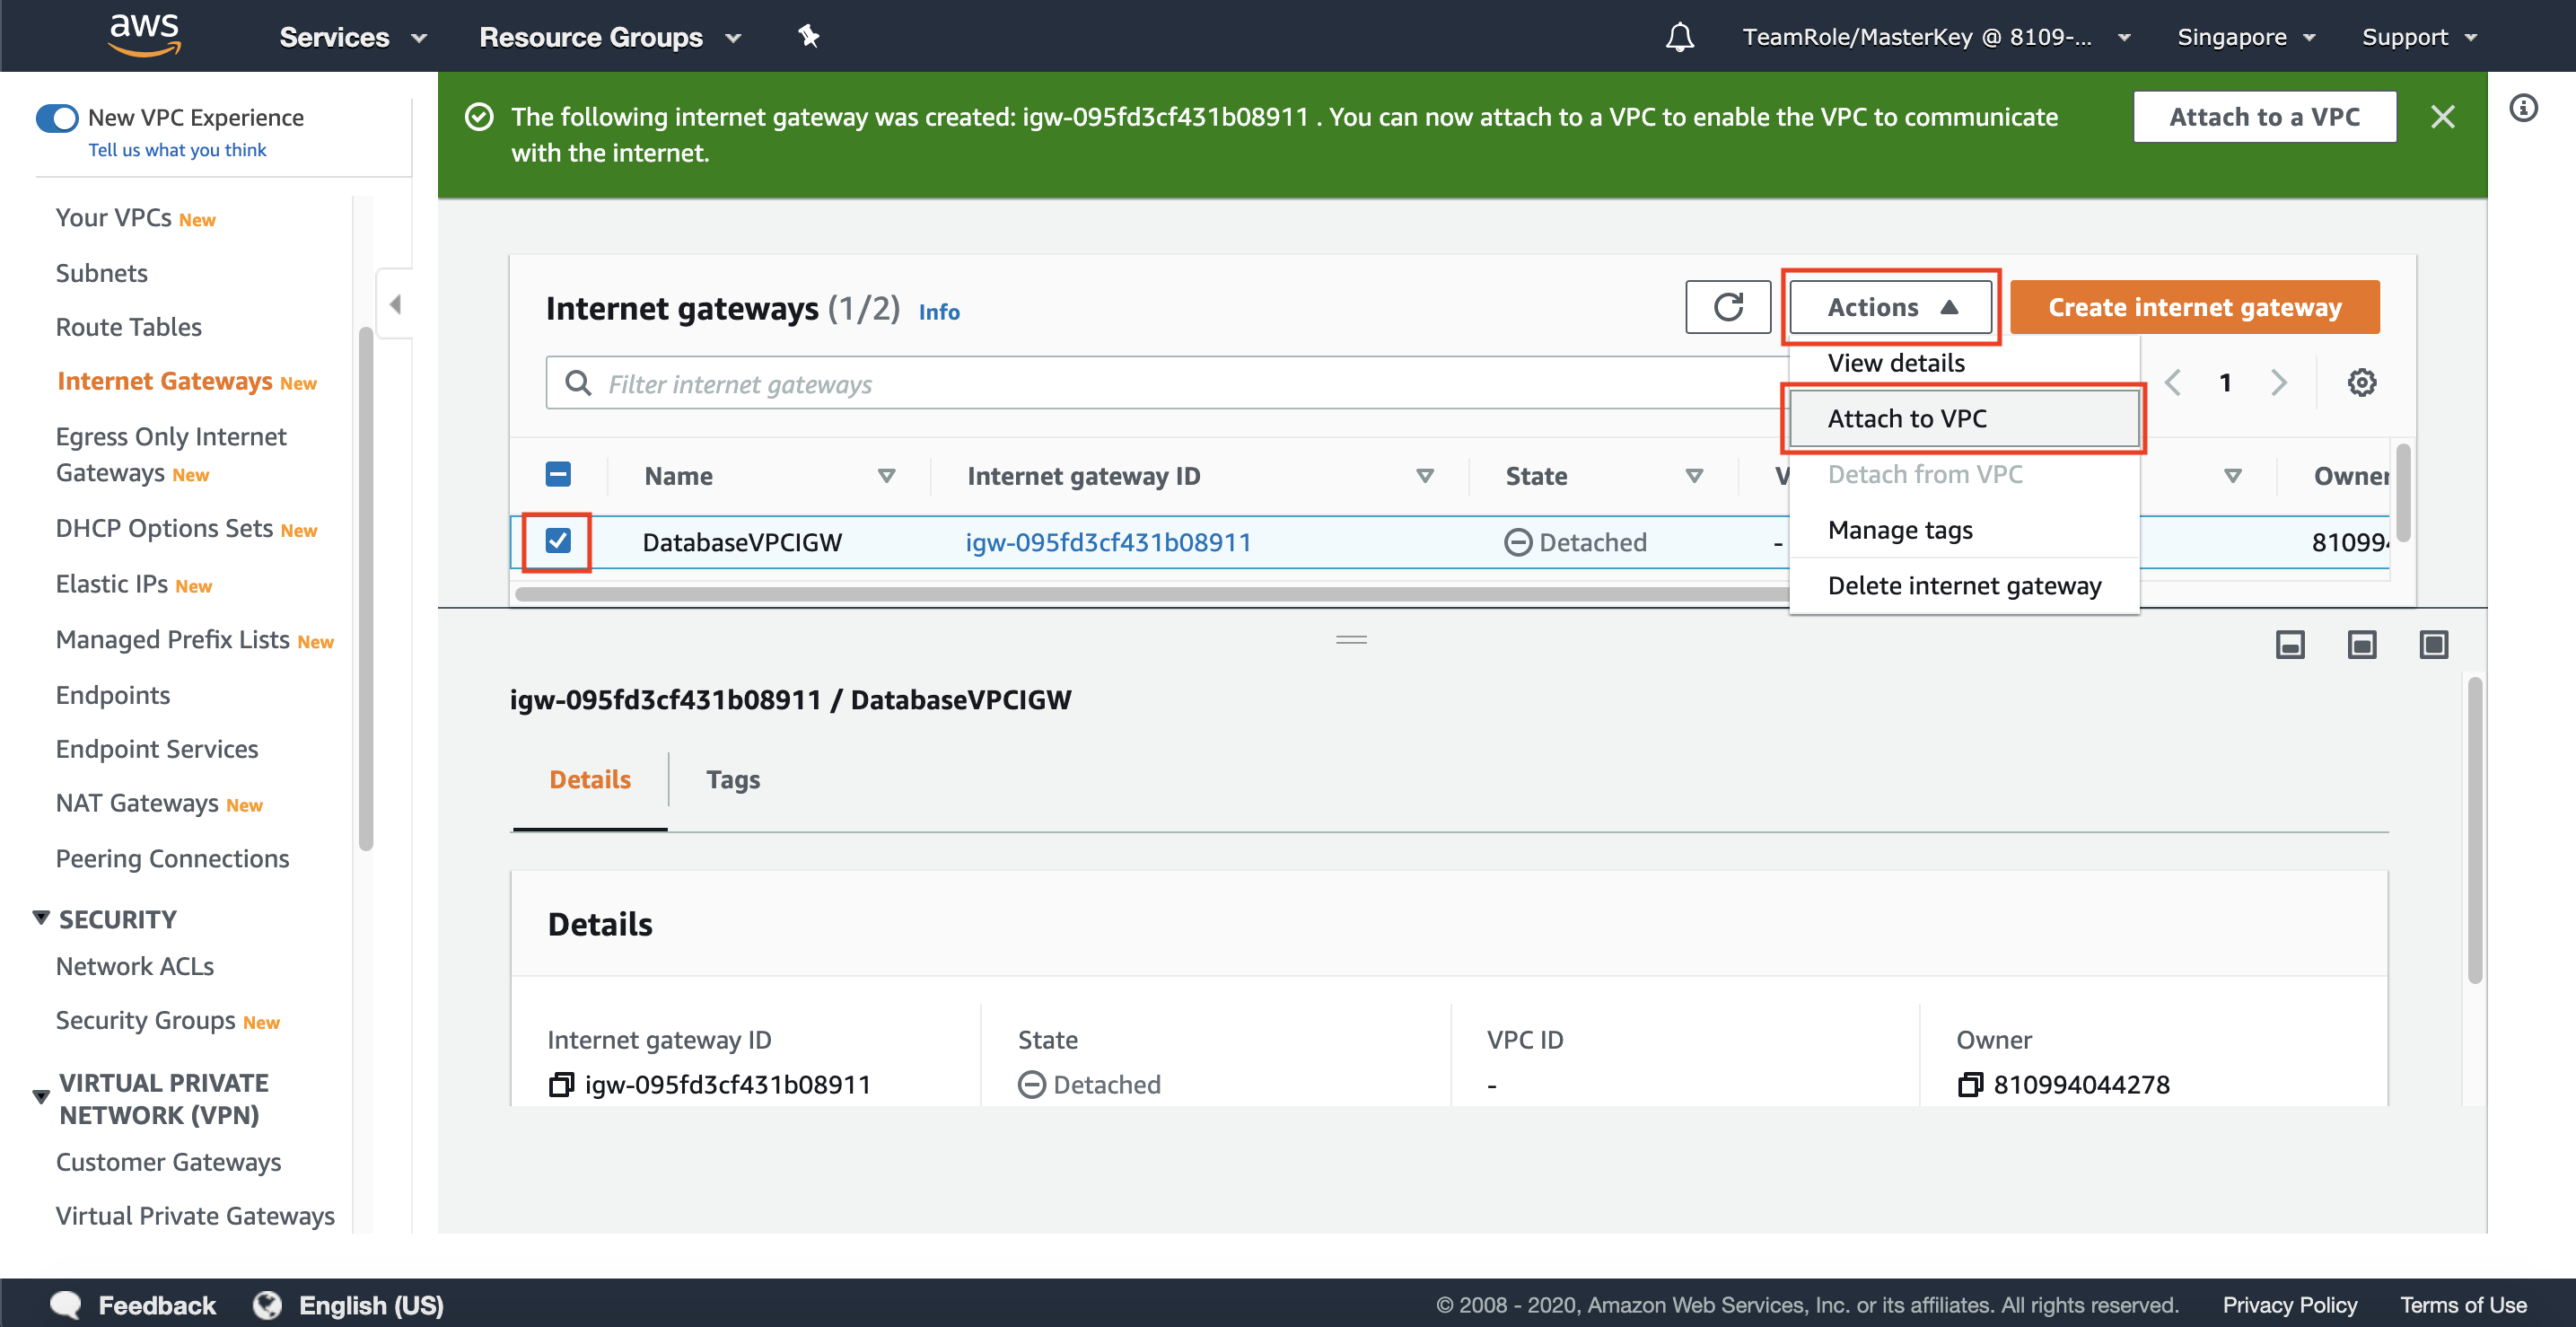 aws
Services
Resource Groups
TeamRole/MasterKey @ 8109-...
Singapore
Support
New VPC Experience
Tell us what you think
Your VPCs New
Subnets
Route Tables
Internet Gateways New
Egress Only Internet
Gateways New
DHCP Options Sets New
Elastic IPs New
Managed Prefix Lists New
Endpoints
Endpoint Services
NAT Gateways New
Peering Connections
SECURITY
Network ACLs
Security Groups New
VIRTUAL PRIVATE
NETWORK (VPN)
Customer Gateways
Virtual Private Gateways
The following internet gateway was created: igw-095fd3cf431b08911 . You can now attach to a VPC to enable the VPC to communicate
with the internet.
Attach to a VPC
Internet gateways (1/2) Info
Actions
Create internet gateway
Filter internet gateways
1
View details
Attach to VPC
Detach from VPC
Manage tags
Delete internet gateway
Name
Internet gateway ID
State
V
Owner
DatabaseVPCIGW
igw-095fd3cf431b08911
Detached
-
81099
igw-095fd3cf431b08911 / DatabaseVPCIGW
Details
Tags
Details
Internet gateway ID
State
VPC ID
Owner
igw-095fd3cf431b08911
Detached
-
810994044278
Feedback
English (US)
© 2008 - 2020, Amazon Web Services, Inc. or its affiliates. All rights reserved.
Privacy Policy
Terms of Use